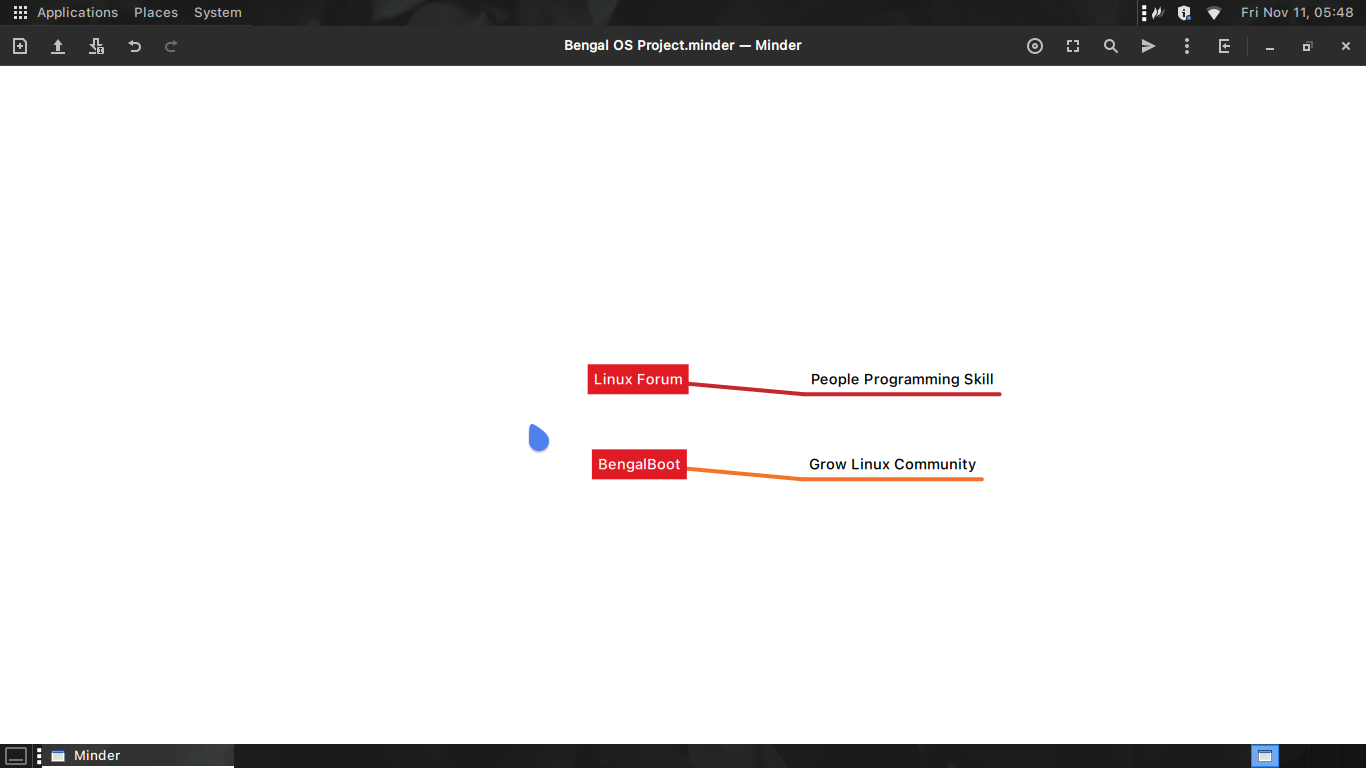 Applications Places System Fri Nov 11, 05:48
Bengal OS Project.minder — Minder
Linux Forum People Programming Skill
BengalBoot Grow Linux Community
Minder